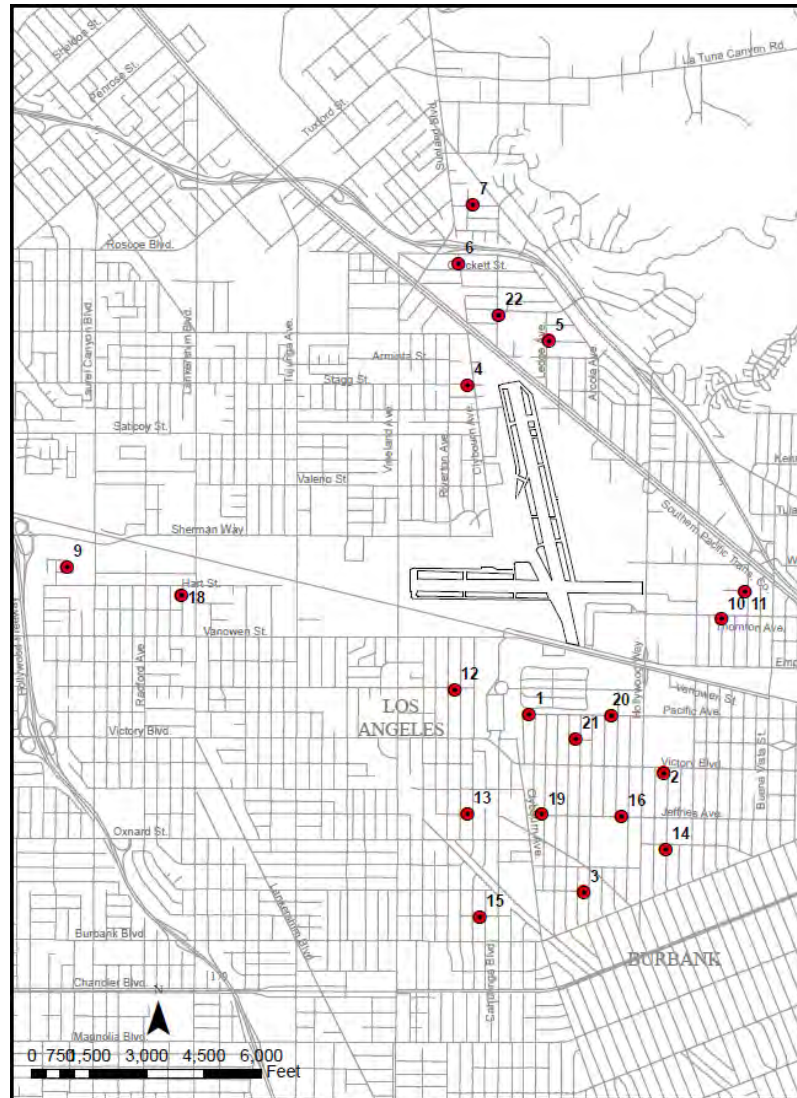 La Tuna Canyon Rd.
Sheldon St.
Penrose St.
Tuxford St.
Sunland Blvd.
7
Roscoe Blvd.
6
Crockett St.
22
5
Ledge Ave.
Arcola Ave.
Laurel Canyon Blvd.
Lankershim Blvd.
Tujunga Ave.
Arminta St.
Stagg St.
4
Saticoy St.
Vineland Ave.
Riverton Ave.
Clybourn Ave.
Valerio St.
Southern Pacific Trans. Co.
Sherman Way
9
Hart St.
18
10
11
Thornton Ave.
Vanowen St.
Hollywood Freeway
Radford Ave.
12
LOS
ANGELES
1
20
21
Hollywood Way
Vanowen St.
Pacific Ave.
Victory Blvd.
Victory Blvd.
2
Buena Vista St.
13
19
16
Jeffries Ave.
Clybourn Ave.
14
Oxnard St.
3
15
Lankershim Blvd.
Burbank Blvd.
BURBANK
Cahuenga Blvd.
Chandler Blvd.
170
N
Magnolia Blvd.
0 750 1,500 3,000 4,500 6,000
Feet